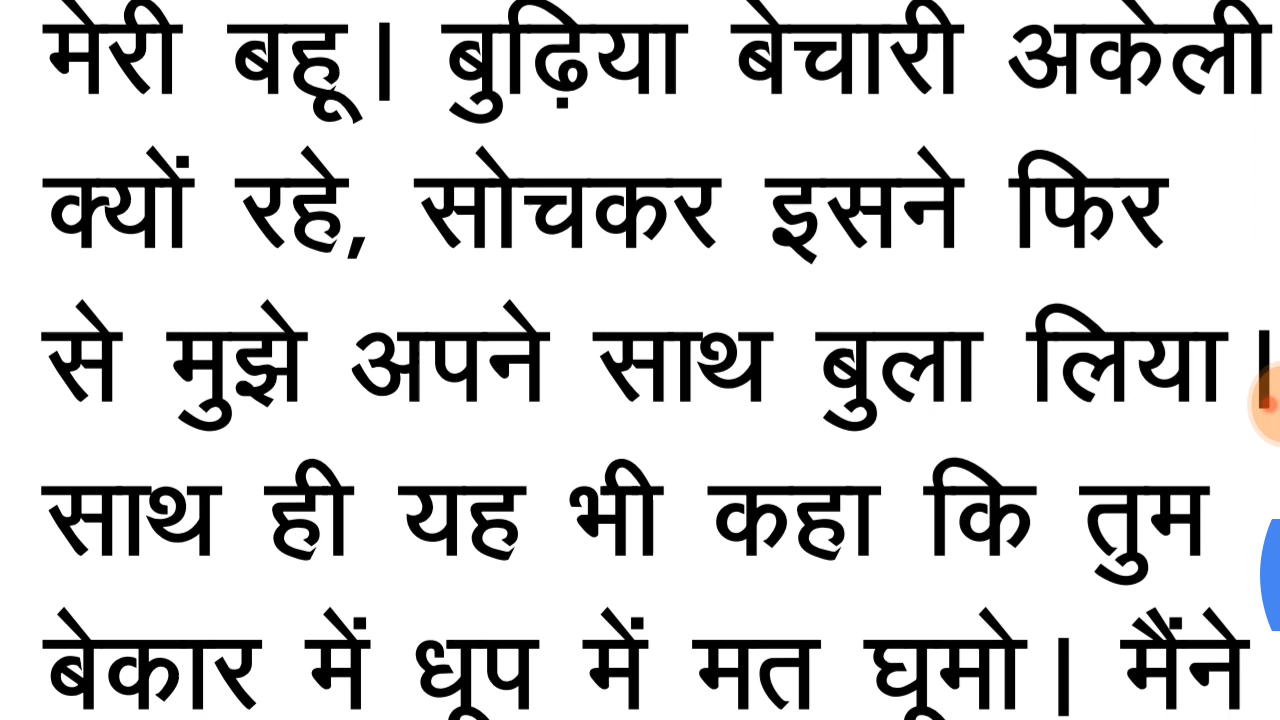 मेरी बहू। बुढ़िया बेचारी अकेली
क्यों रहे, सोचकर इसने फिर
से मुझे अपने साथ बुला लिया।
साथ ही यह भी कहा कि तुम
बेकार में धूप में मत घूमो। मैंने